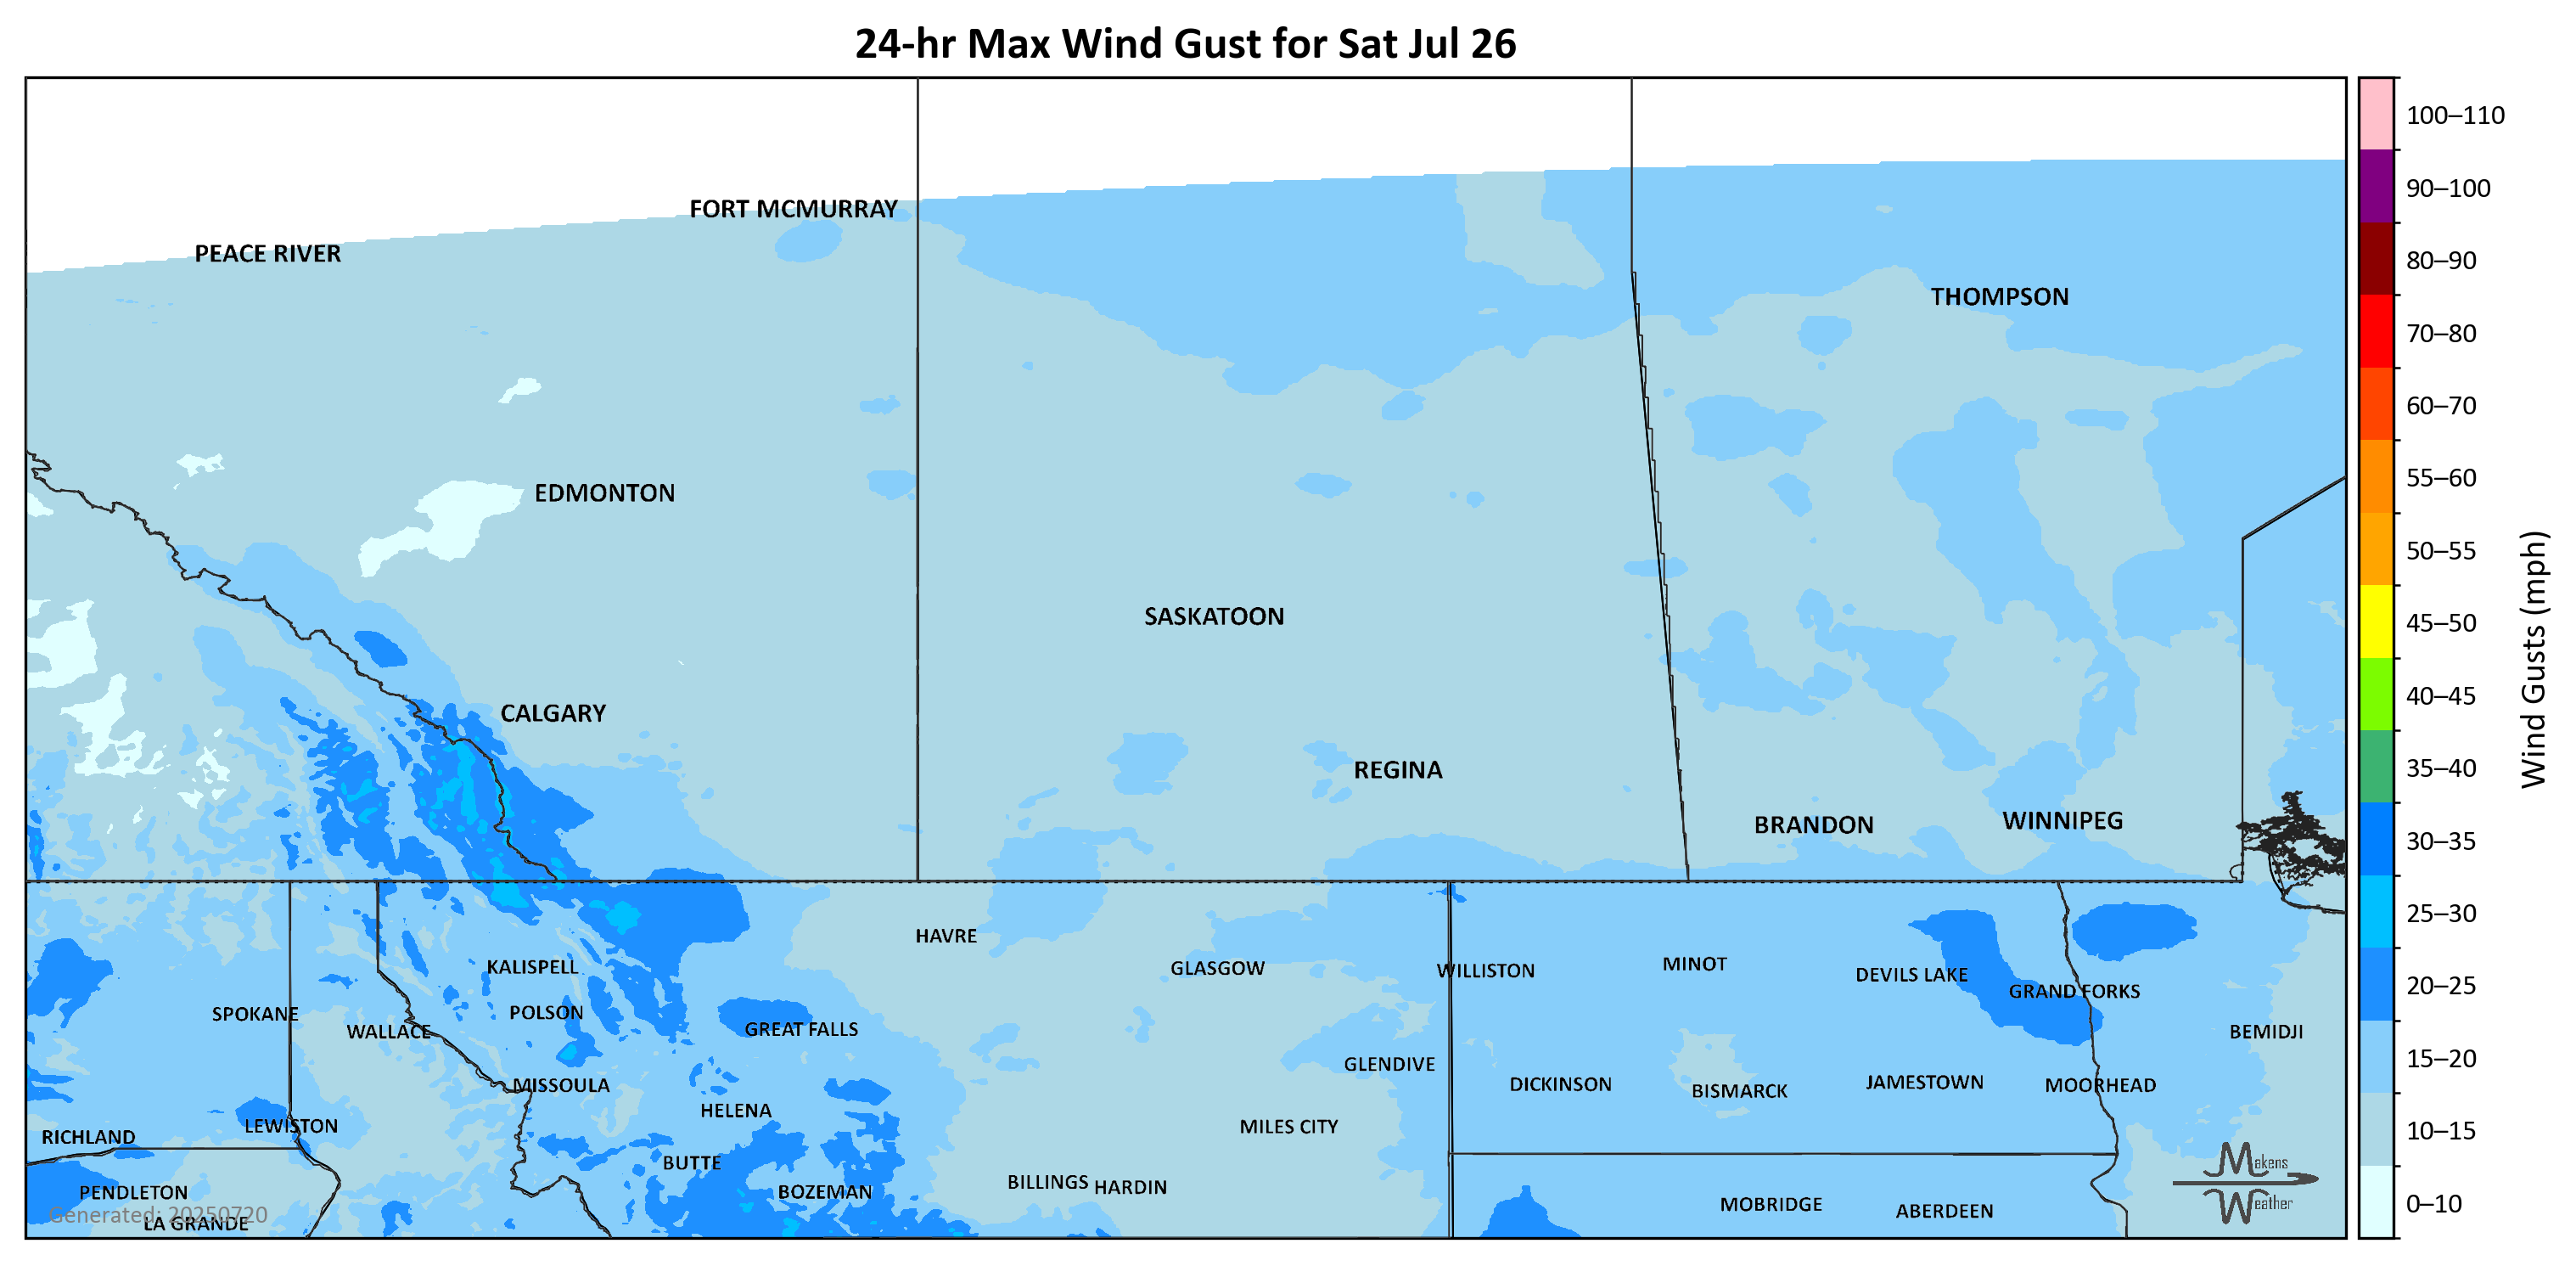 24-hr Max Wind Gust for Sat Jul 26
FORT MCMURRAY
PEACE RIVER
THOMPSON
EDMONTON
SASKATOON
CALGARY
REGINA
BRANDON
WINNIPEG
HAVRE
KALISPELL
GLASGOW
WILLISTON
MINOT
DEVILS LAKE
GRAND FORKS
SPOKANE
POLSON
WALLACE
GREAT FALLS
BEMIDJI
GLENDIVE
MISSOULA
DICKINSON
BISMARCK
JAMESTOWN
MOORHEAD
HELENA
LEWISTON
MILES CITY
RICHLAND
BUTTE
PENDLETON
BOZEMAN
BILLINGS
HARDIN
MOBRIDGE
ABERDEEN
Generated: 20250720
LA GRANDE
Makens
Weather
100–110
90–100
80–90
70–80
60–70
55–60
50–55
45–50
40–45
35–40
30–35
25–30
20–25
15–20
10–15
0–10
Wind Gusts (mph)